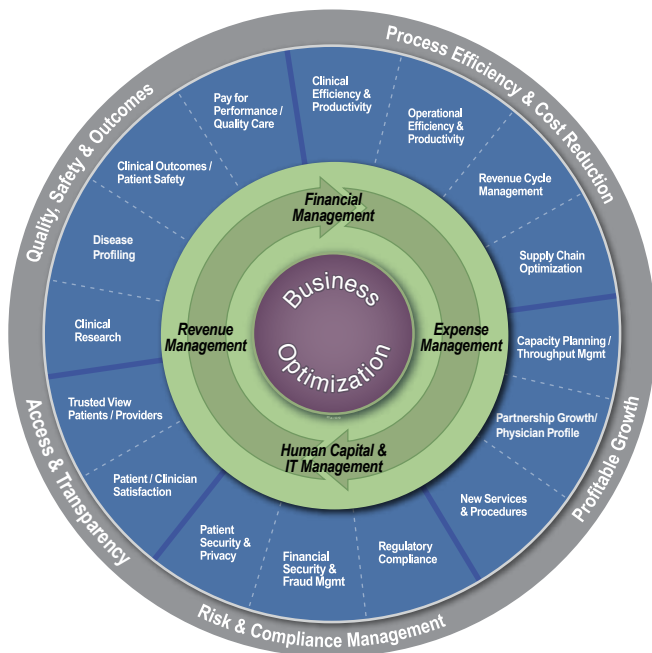 Process Efficiency & Cost Reduction
Clinical
Efficiency &
Productivity
Operational
Efficiency &
Productivity
Revenue Cycle
Management
Supply Chain
Optimization
Profitable Growth
Capacity Planning /
Throughput Mgmt
Partnership Growth/
Physician Profile
New Services
& Procedures
Risk & Compliance Management
Regulatory
Compliance
Financial
Security &
Fraud Mgmt
Patient
Security &
Privacy
Access & Transparency
Patient / Clinician
Satisfaction
Trusted View
Patients / Providers
Quality, Safety & Outcomes
Clinical
Research
Disease
Profiling
Clinical Outcomes /
Patient Safety
Pay for
Performance /
Quality Care
Financial
Management
Expense
Management
Human Capital &
IT Management
Revenue
Management
Business
Optimization